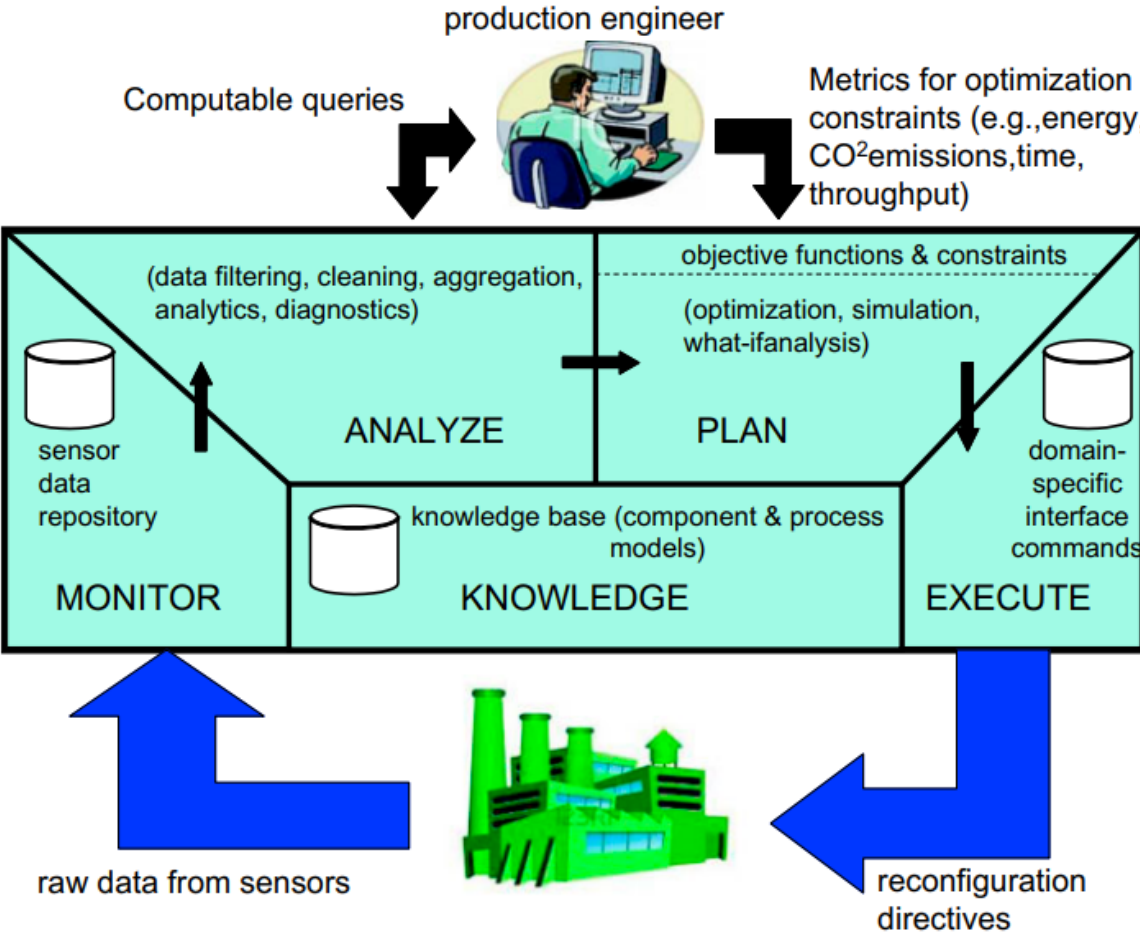 production engineer
Computable queries
Metrics for optimization
constraints (e.g.,energy,
CO²emissions,time,
throughput)
(data filtering, cleaning, aggregation,
analytics, diagnostics)
objective functions & constraints
(optimization, simulation,
what-ifanalysis)
ANALYZE
PLAN
sensor
data
repository
domain-
specific
interface
commands
knowledge base (component & process
models)
MONITOR
KNOWLEDGE
EXECUTE
raw data from sensors
reconfiguration
directives